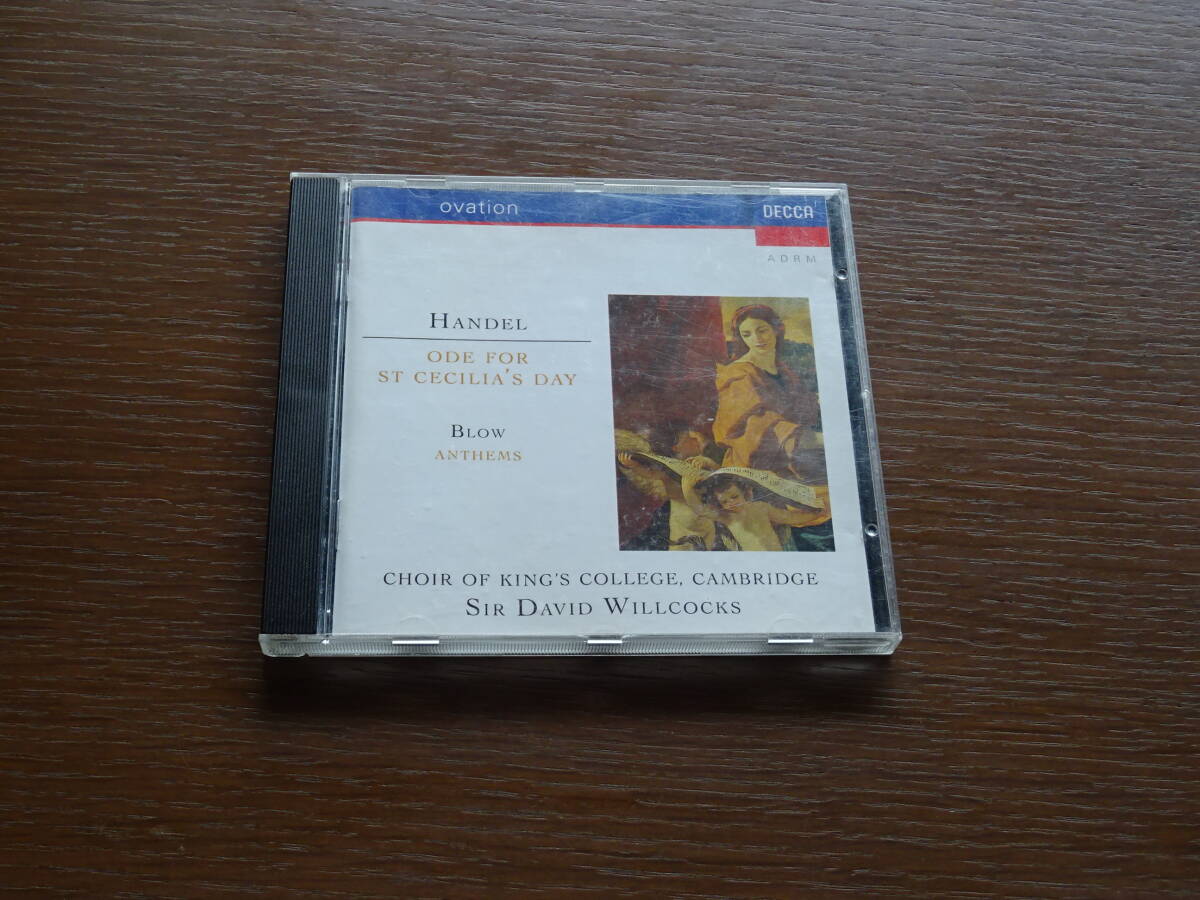 ovation
DECCA
ADRM
HANDEL
ODE FOR
ST CECILIA'S DAY
BLOW
ANTHEMS
CHOIR OF KING'S COLLEGE, CAMBRIDGE
SIR DAVID WILLCOCKS